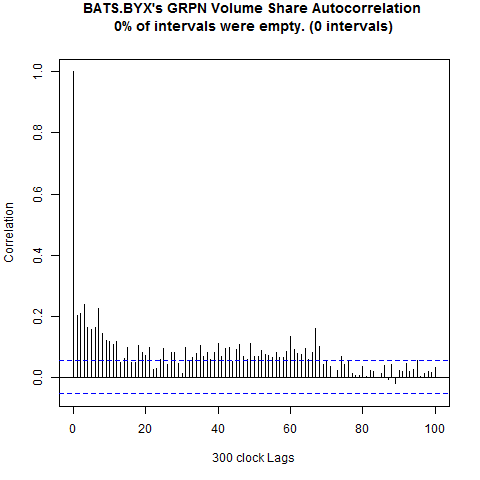 BATS.BYX's GRPN Volume Share Autocorrelation
0% of intervals were empty. (0 intervals)
1.0
0.8
0.6
0.4
0.2
0.0
Correlation
0 20 40 60 80 100
300 clock Lags